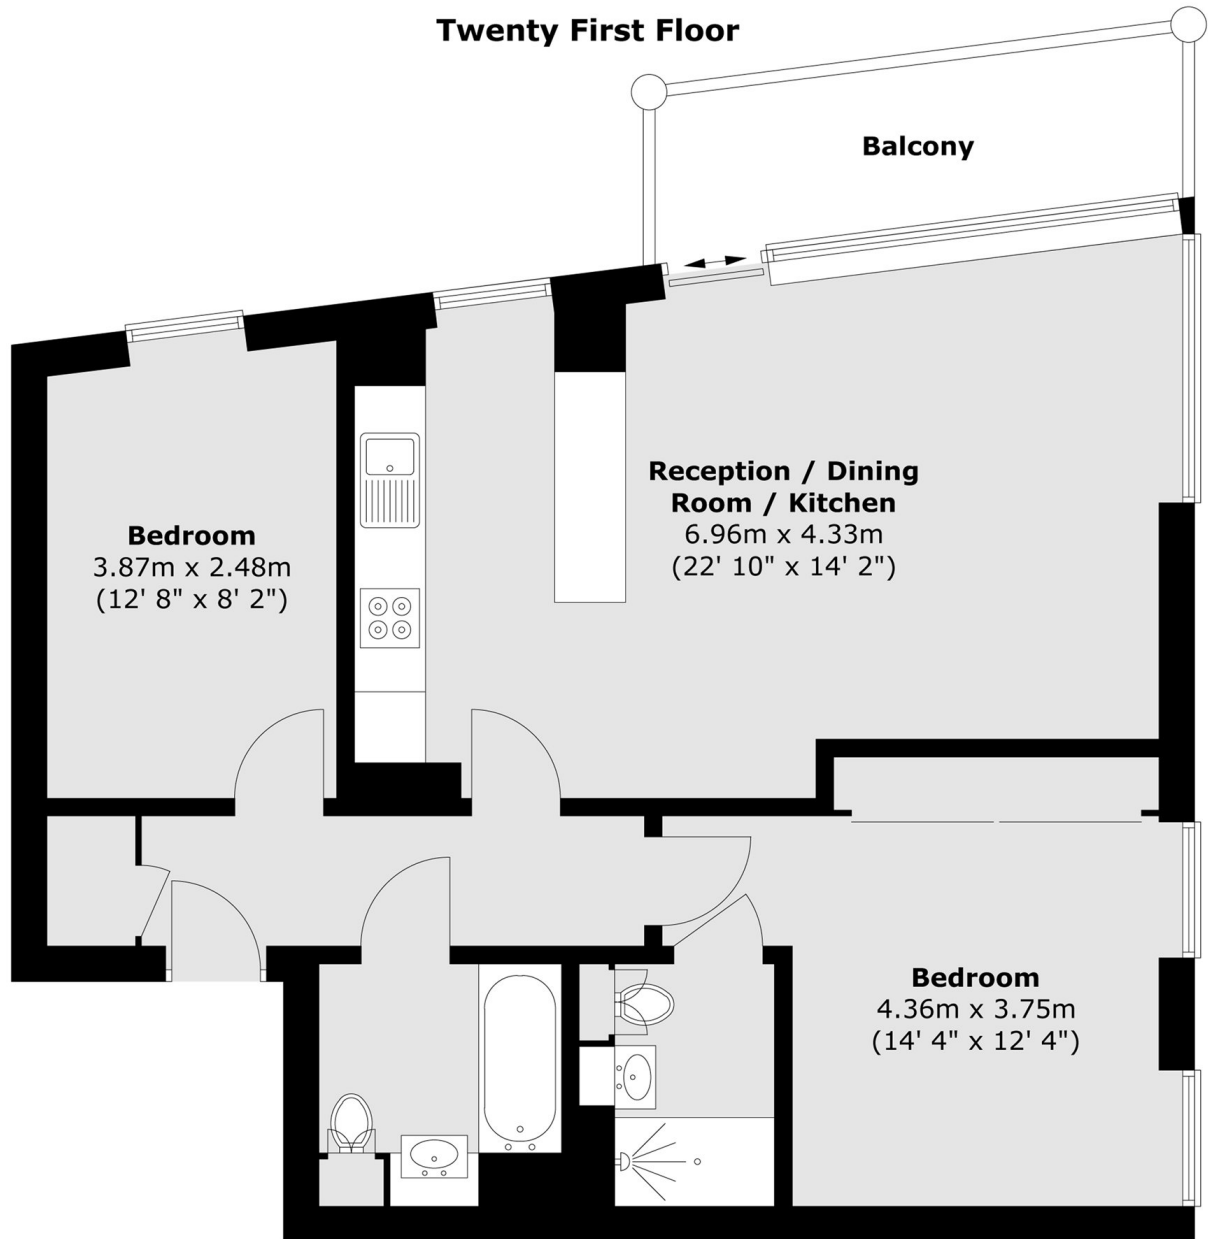 Twenty First Floor
Balcony
Reception / Dining
Room / Kitchen
6.96m x 4.33m
(22' 10" x 14' 2")
Bedroom
3.87m x 2.48m
(12' 8" x 8' 2")
Bedroom
4.36m x 3.75m
(14' 4" x 12' 4")